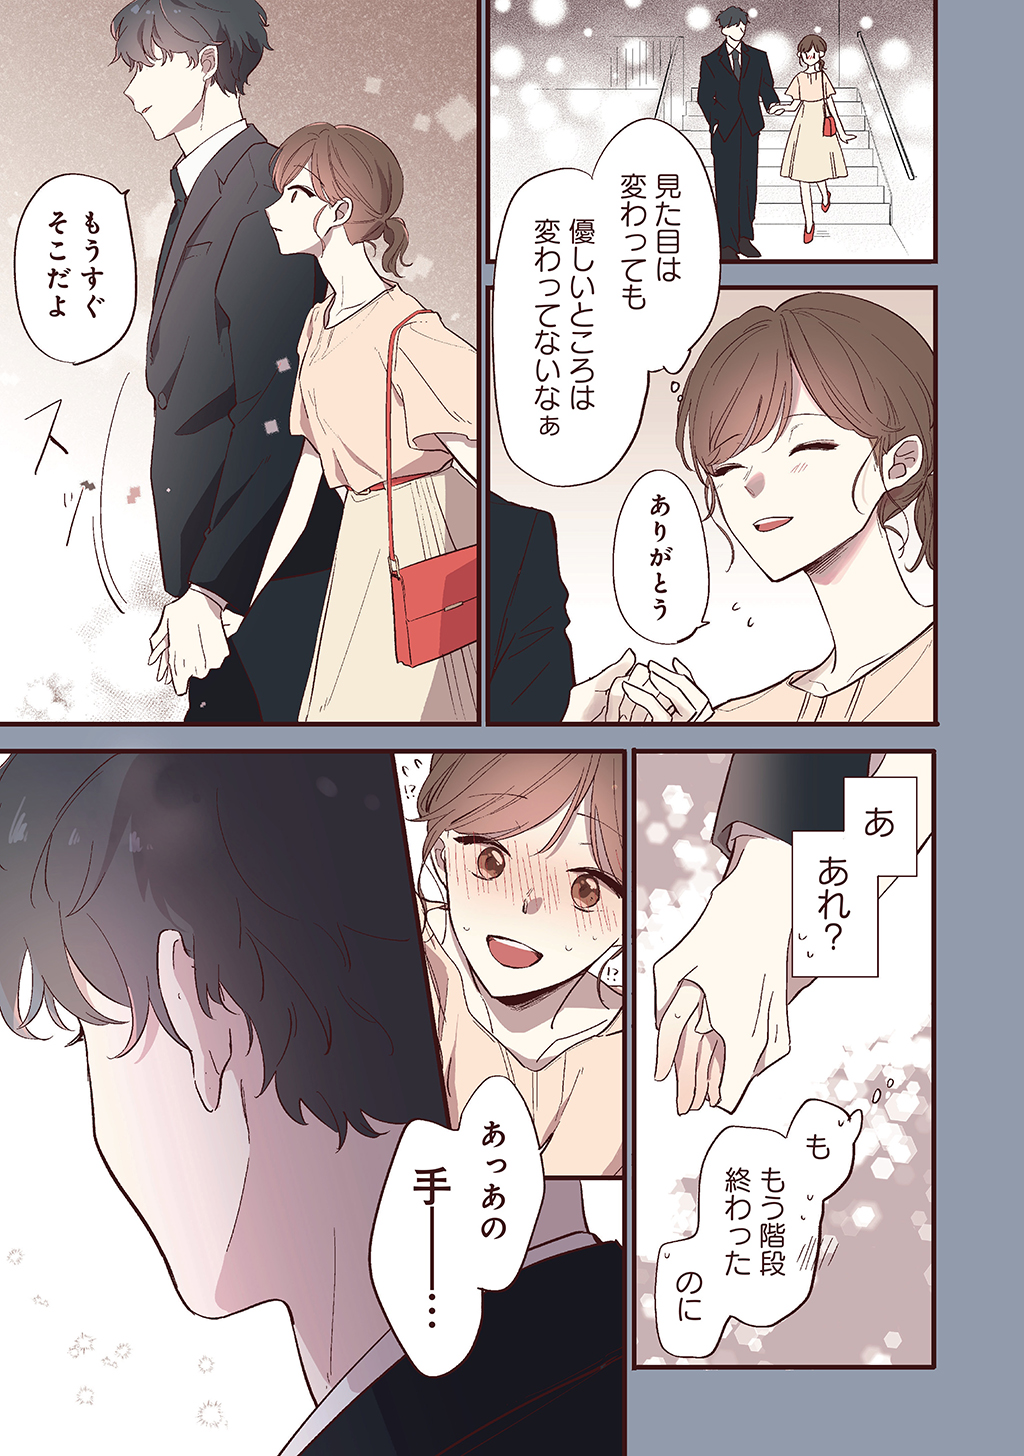 見た目は
変わっても
優しいところは
変わってないなぁ
ありがとう
もうすぐ
そこだよ
スッ
あ
あれ?
も
もう階段
終わった
のに
!?
!?
あっあの
手――…